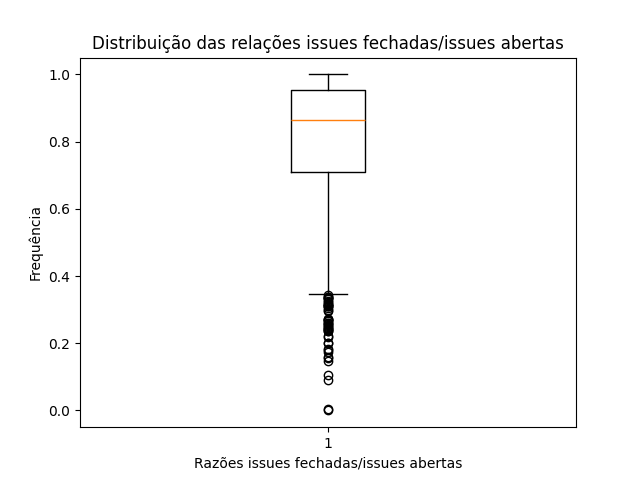 Distribuição das relações issues fechadas/issues abertas
1.0
0.8
0.6
0.4
0.2
0.0
Frequência
1
Razões issues fechadas/issues abertas